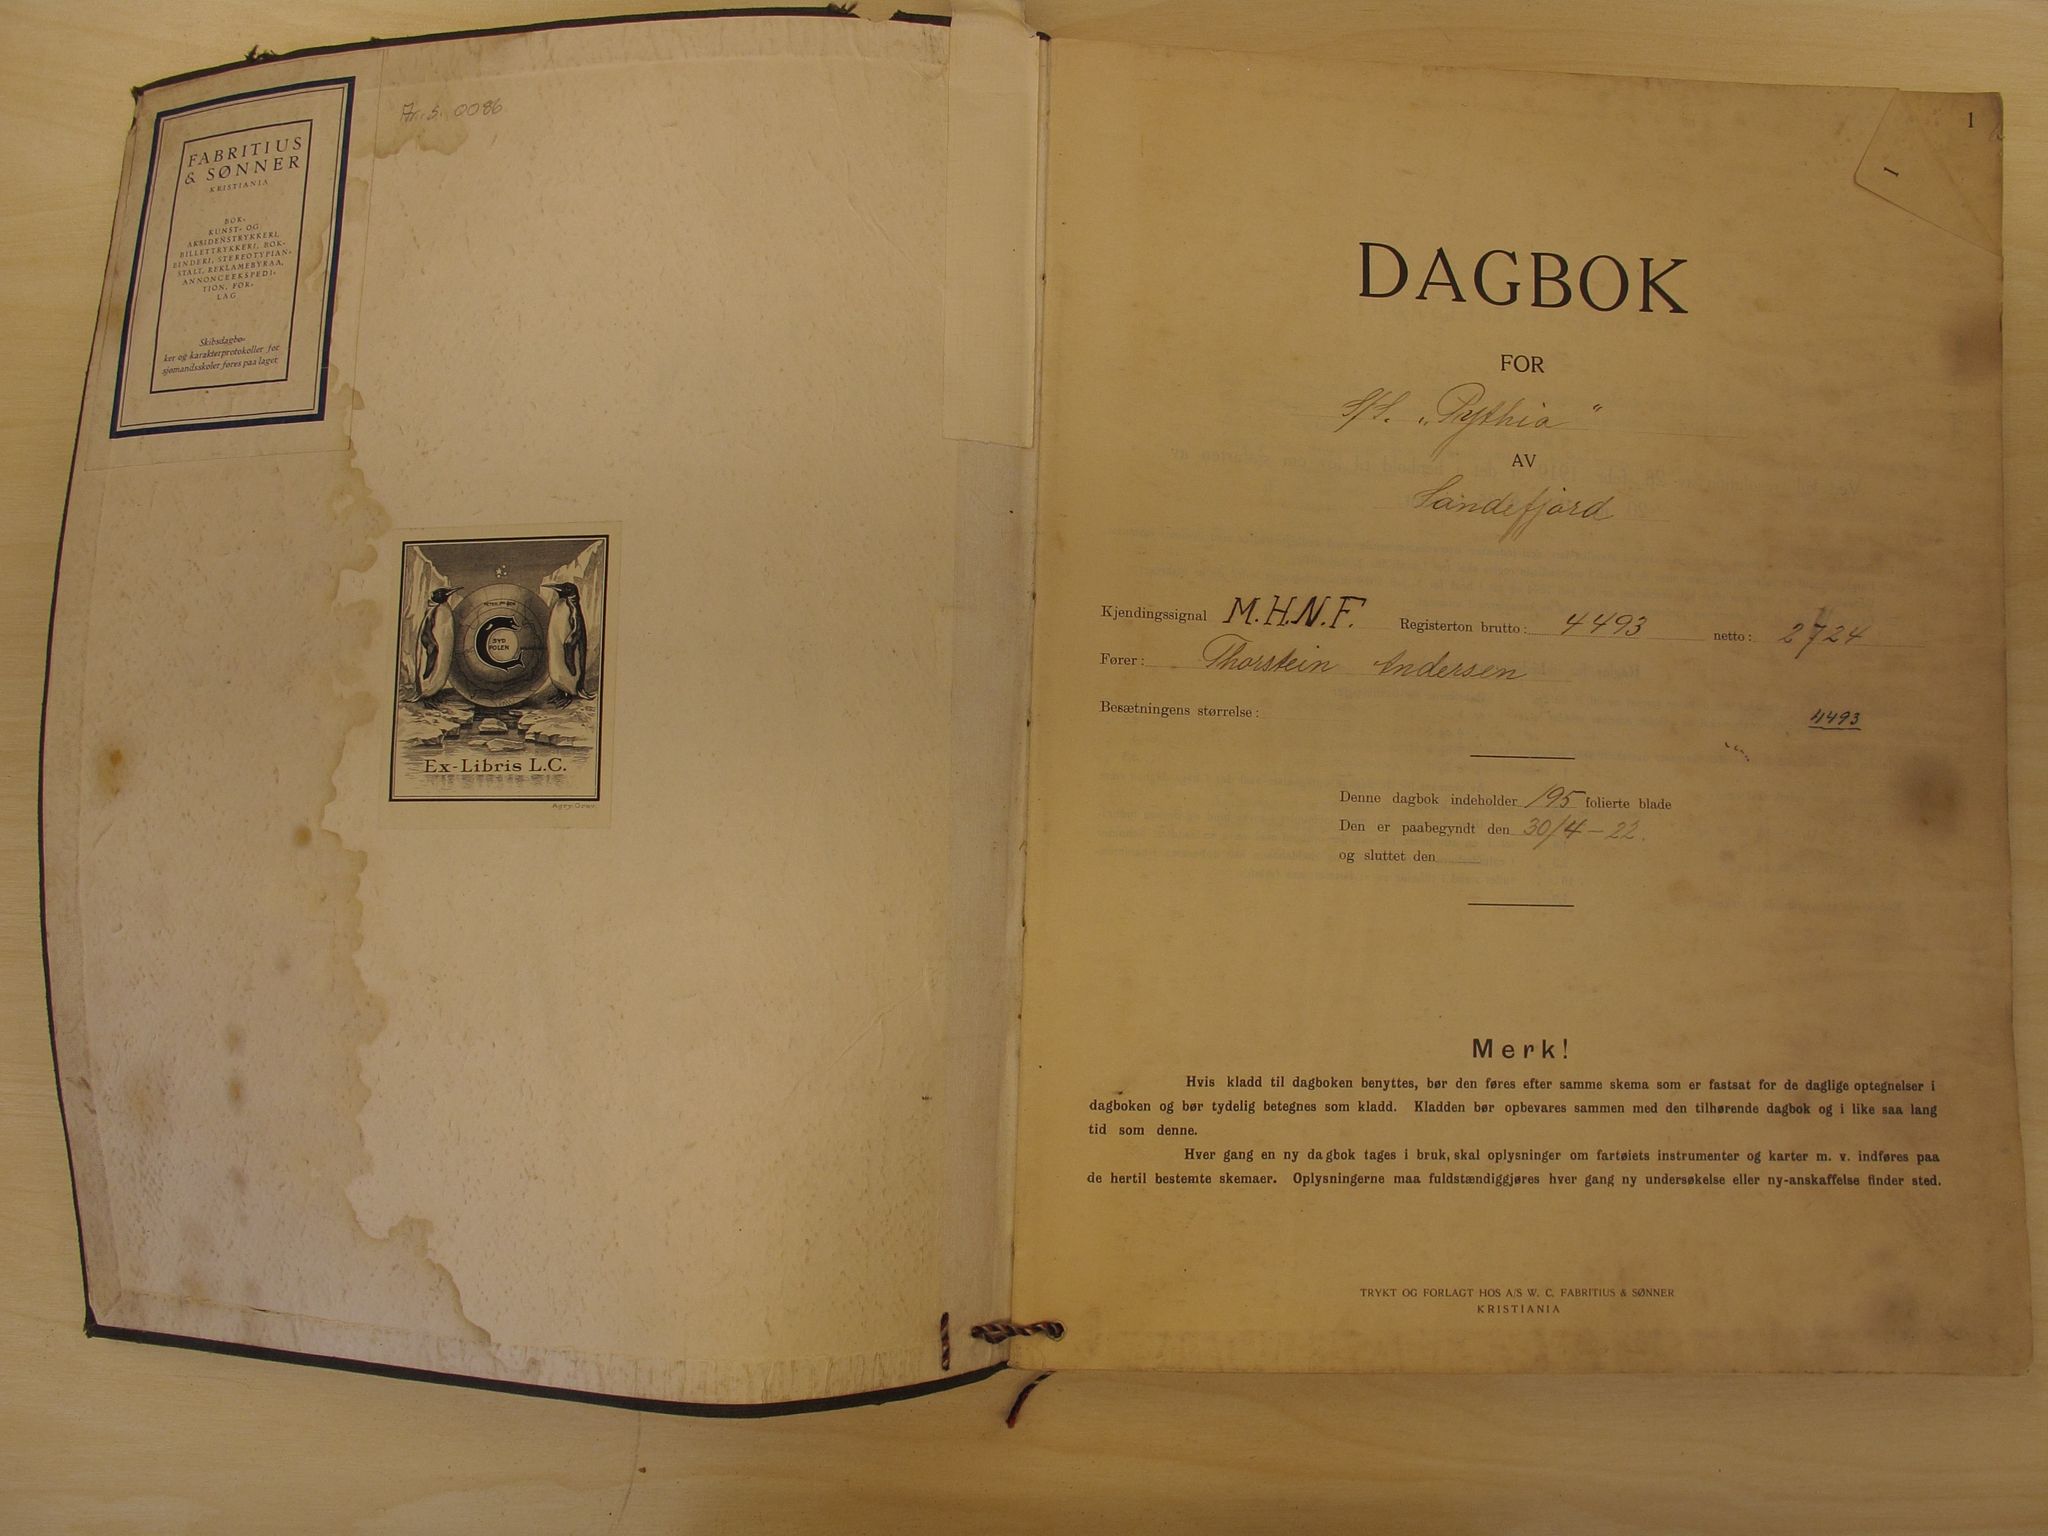 FABRITIUS
& SØNNER
KRISTIANIA
BOK-
KUNST- OG
AKSIDENSTRYKKERI,
BILLETTRYKKERI, BOK-
BINDERI, STEREOTYPIAN-
STALT, REKLAMEBYRAA,
ANNONCEEKSPEDI-
TION, FOR-
LAG
Skibsdagbø-
ker og karakterprotokoller for
sjømandsskoler føres paa laget
0086
C
SYD
POLEN
Ex-Libris L.C.
1
1
DAGBOK
FOR
S/S. „Pythia"
AV
Sandefjord
Kjendingssignal M.H.N.F. Registerton brutto: 4493 netto: 2724
Fører: Thorstein Andersen
Besætningens størrelse:
4493
Denne dagbok indeholder 195 folierte blade
Den er paabegyndt den 30/4-22.
og sluttet den
Merk!
Hvis kladd til dagboken benyttes, bør den føres efter samme skema som er fastsat for de daglige optegnelser i
dagboken og bør tydelig betegnes som kladd. Kladden bør opbevares sammen med den tilhørende dagbok og i like saa lang
tid som denne.
Hver gang en ny dagbok tages i bruk, skal oplysninger om fartøiets instrumenter og karter m. v. indføres paa
de hertil bestemte skemaer. Oplysningerne maa fuldstændiggjøres hver gang ny undersøkelse eller ny-anskaffelse finder sted.
TRYKT OG FORLAGT HOS A/S W. C. FABRITIUS & SØNNER
KRISTIANIA